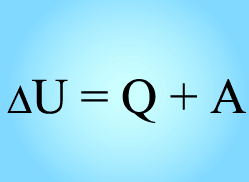 ΔU = Q + A